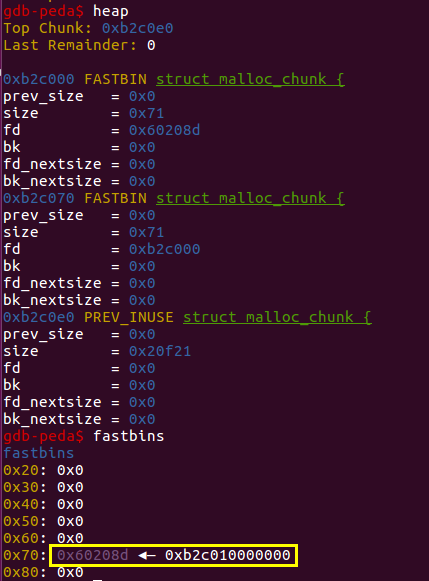 gdb-peda$ heap
Top Chunk: 0xb2c0e0
Last Remainder: 0
0xb2c000 FASTBIN struct malloc_chunk {
prev_size = 0x0
size = 0x71
fd = 0x60208d
bk = 0x0
fd_nextsize = 0x0
bk_nextsize = 0x0
0xb2c070 FASTBIN struct malloc_chunk {
prev_size = 0x0
size = 0x71
fd = 0xb2c000
bk = 0x0
fd_nextsize = 0x0
bk_nextsize = 0x0
0xb2c0e0 PREV_INUSE struct malloc_chunk {
prev_size = 0x0
size = 0x20f21
fd = 0x0
bk = 0x0
fd_nextsize = 0x0
bk_nextsize = 0x0
gdb-peda$ fastbins
fastbins
0x20: 0x0
0x30: 0x0
0x40: 0x0
0x50: 0x0
0x60: 0x0
0x70: 0x60208d ← 0xb2c010000000
0x80: 0x0